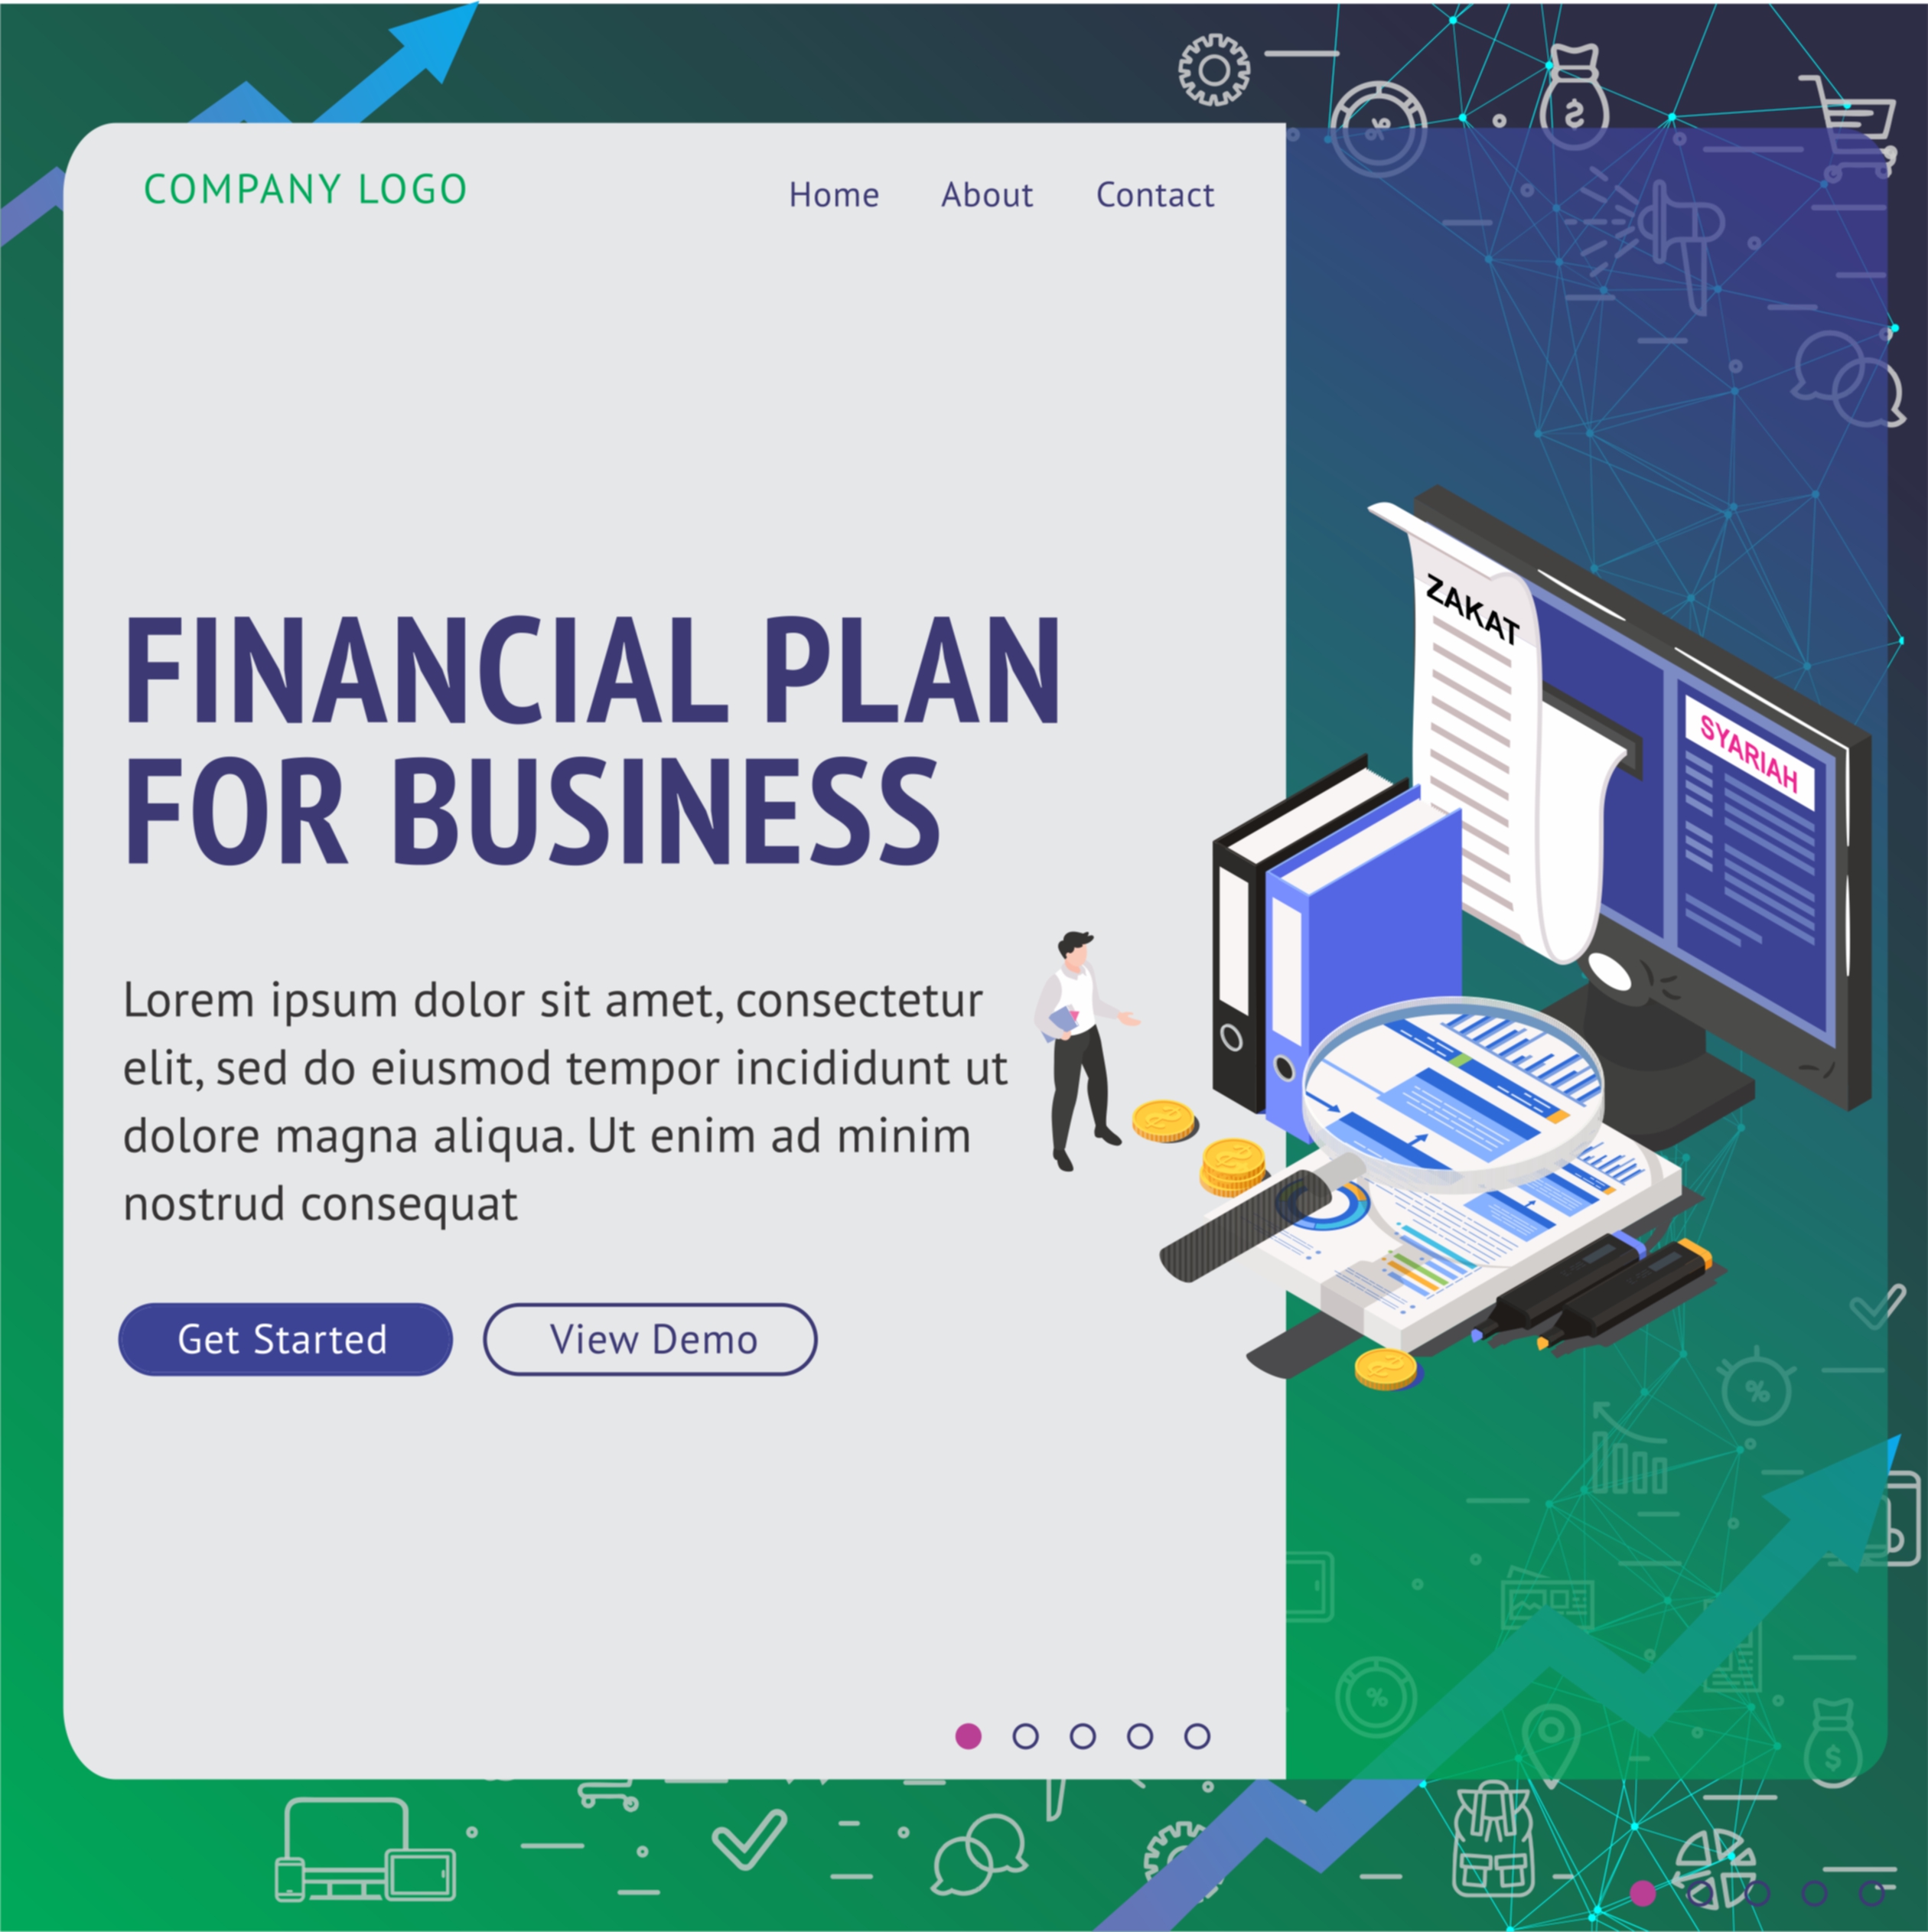 COMPANY LOGO
Home About Contact
FINANCIAL PLAN
FOR BUSINESS
Lorem ipsum dolor sit amet, consectetur
elit, sed do eiusmod tempor incididunt ut
dolore magna aliqua. Ut enim ad minim
nostrud consequat
Get Started View Demo
ZAKAT
SYARIAH